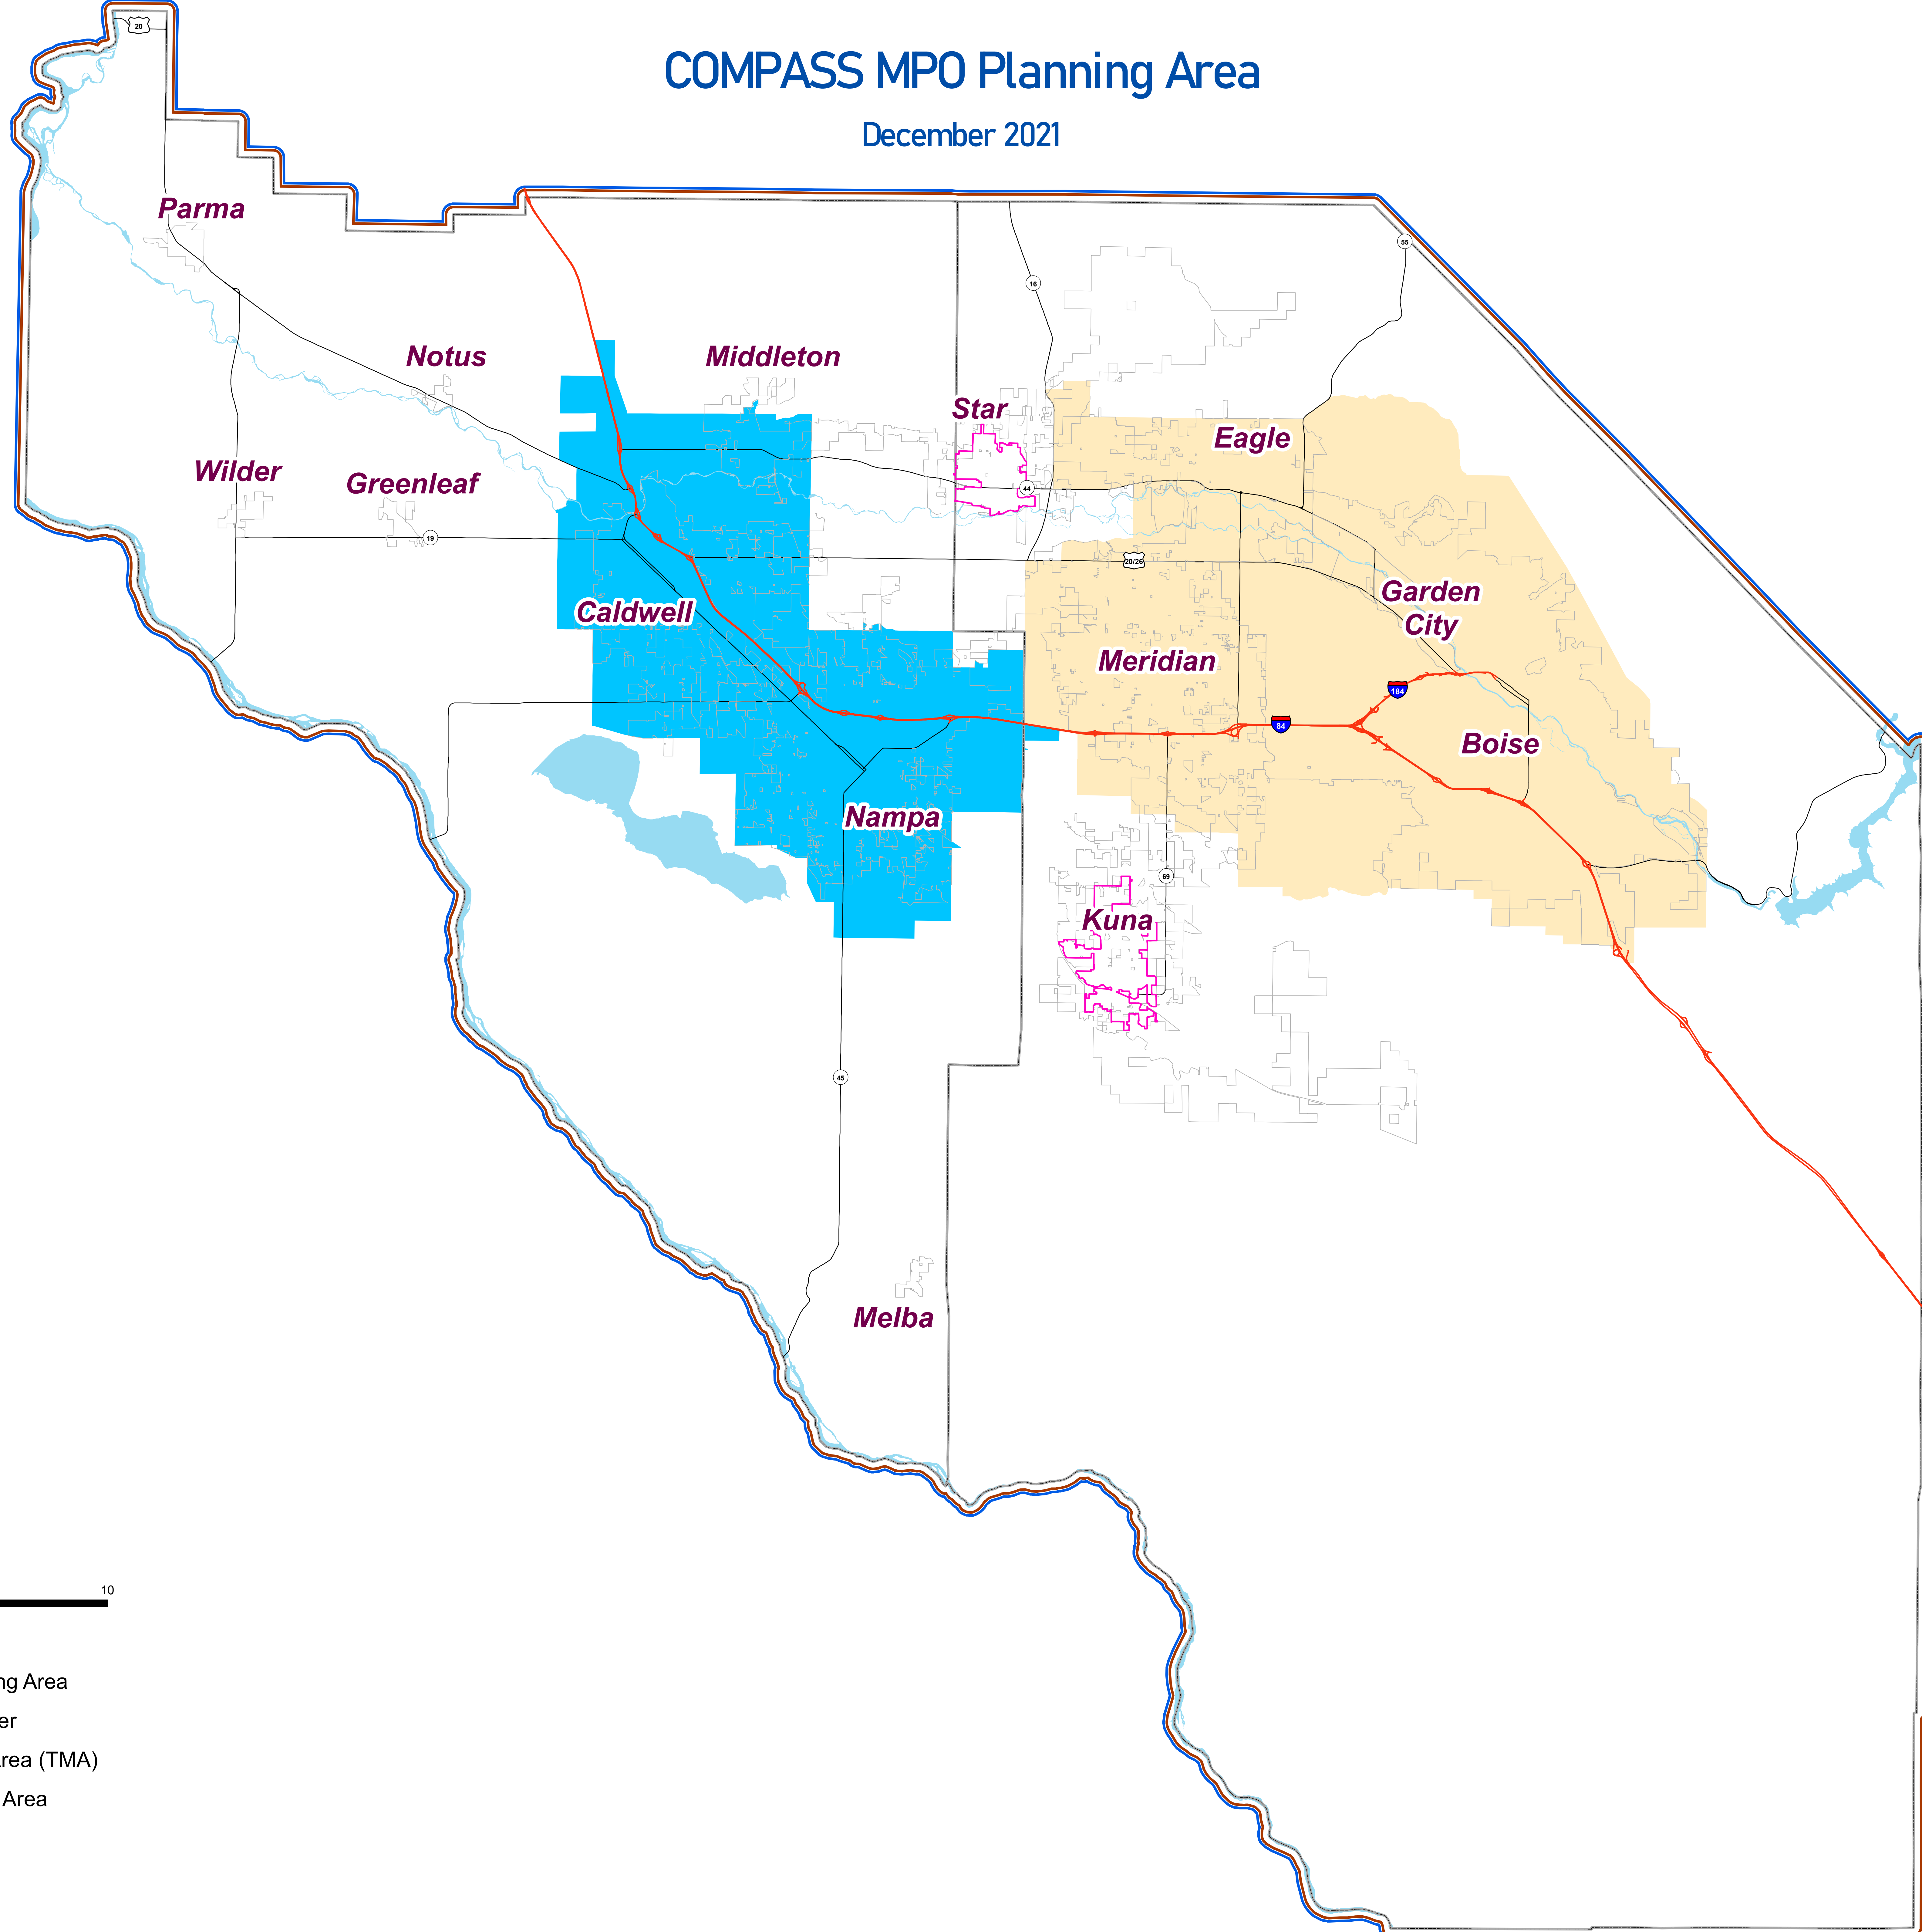 COMPASS MPO Planning Area
December 2021
20
Parma
55
16
Notus
Middleton
Star
Eagle
Wilder
Greenleaf
44
19
20/26
Caldwell
Garden
City
Meridian
184
84
Boise
Nampa
69
Kuna
45
Melba
10
ng Area
er
rea (TMA)
Area